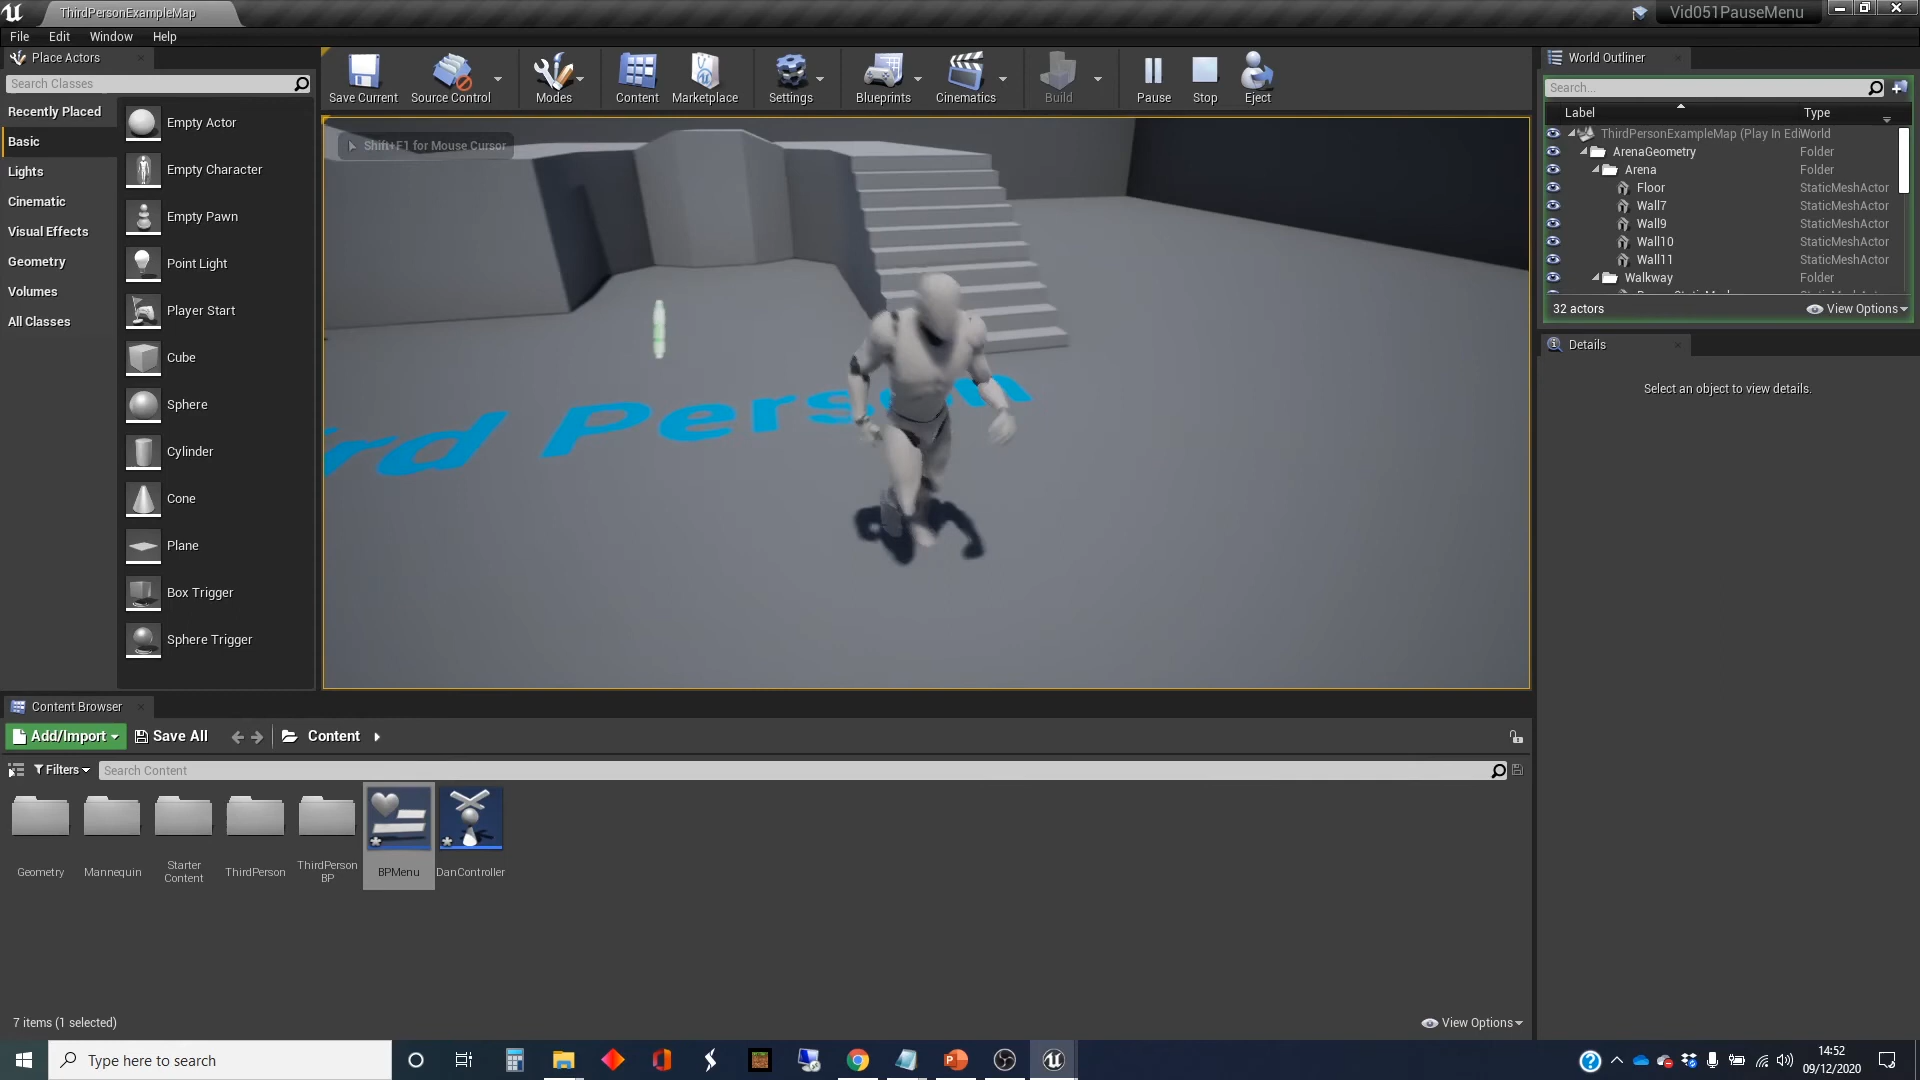 ThirdPersonExampleMap
Vid051PauseMenu
File Edit Window Help
Place Actors
Search Classes
Recently Placed
Basic
Lights
Cinematic
Visual Effects
Geometry
Volumes
All Classes
Empty Actor
Empty Character
Empty Pawn
Point Light
Player Start
Cube
Sphere
Cylinder
Cone
Plane
Box Trigger
Sphere Trigger
Save Current Source Control Modes Content Marketplace Settings Blueprints Cinematics Build Pause Stop Eject
Shift+F1 for Mouse Cursor
Person
World Outliner
Search...
Label Type
ThirdPersonExampleMap (Play In Edi World
ArenaGeometry Folder
Arena Folder
Floor StaticMeshActor
Wall7 StaticMeshActor
Wall9 StaticMeshActor
Wall10 StaticMeshActor
Wall11 StaticMeshActor
Walkway Folder
32 actors View Options
Details
Select an object to view details.
Content Browser
Add/Import Save All Content
Filters Search Content
Geometry
Mannequin
Starter
Content
ThirdPerson
ThirdPerson
BP
BPMenu
DanController
7 items (1 selected) View Options
Type here to search
14:52
09/12/2020